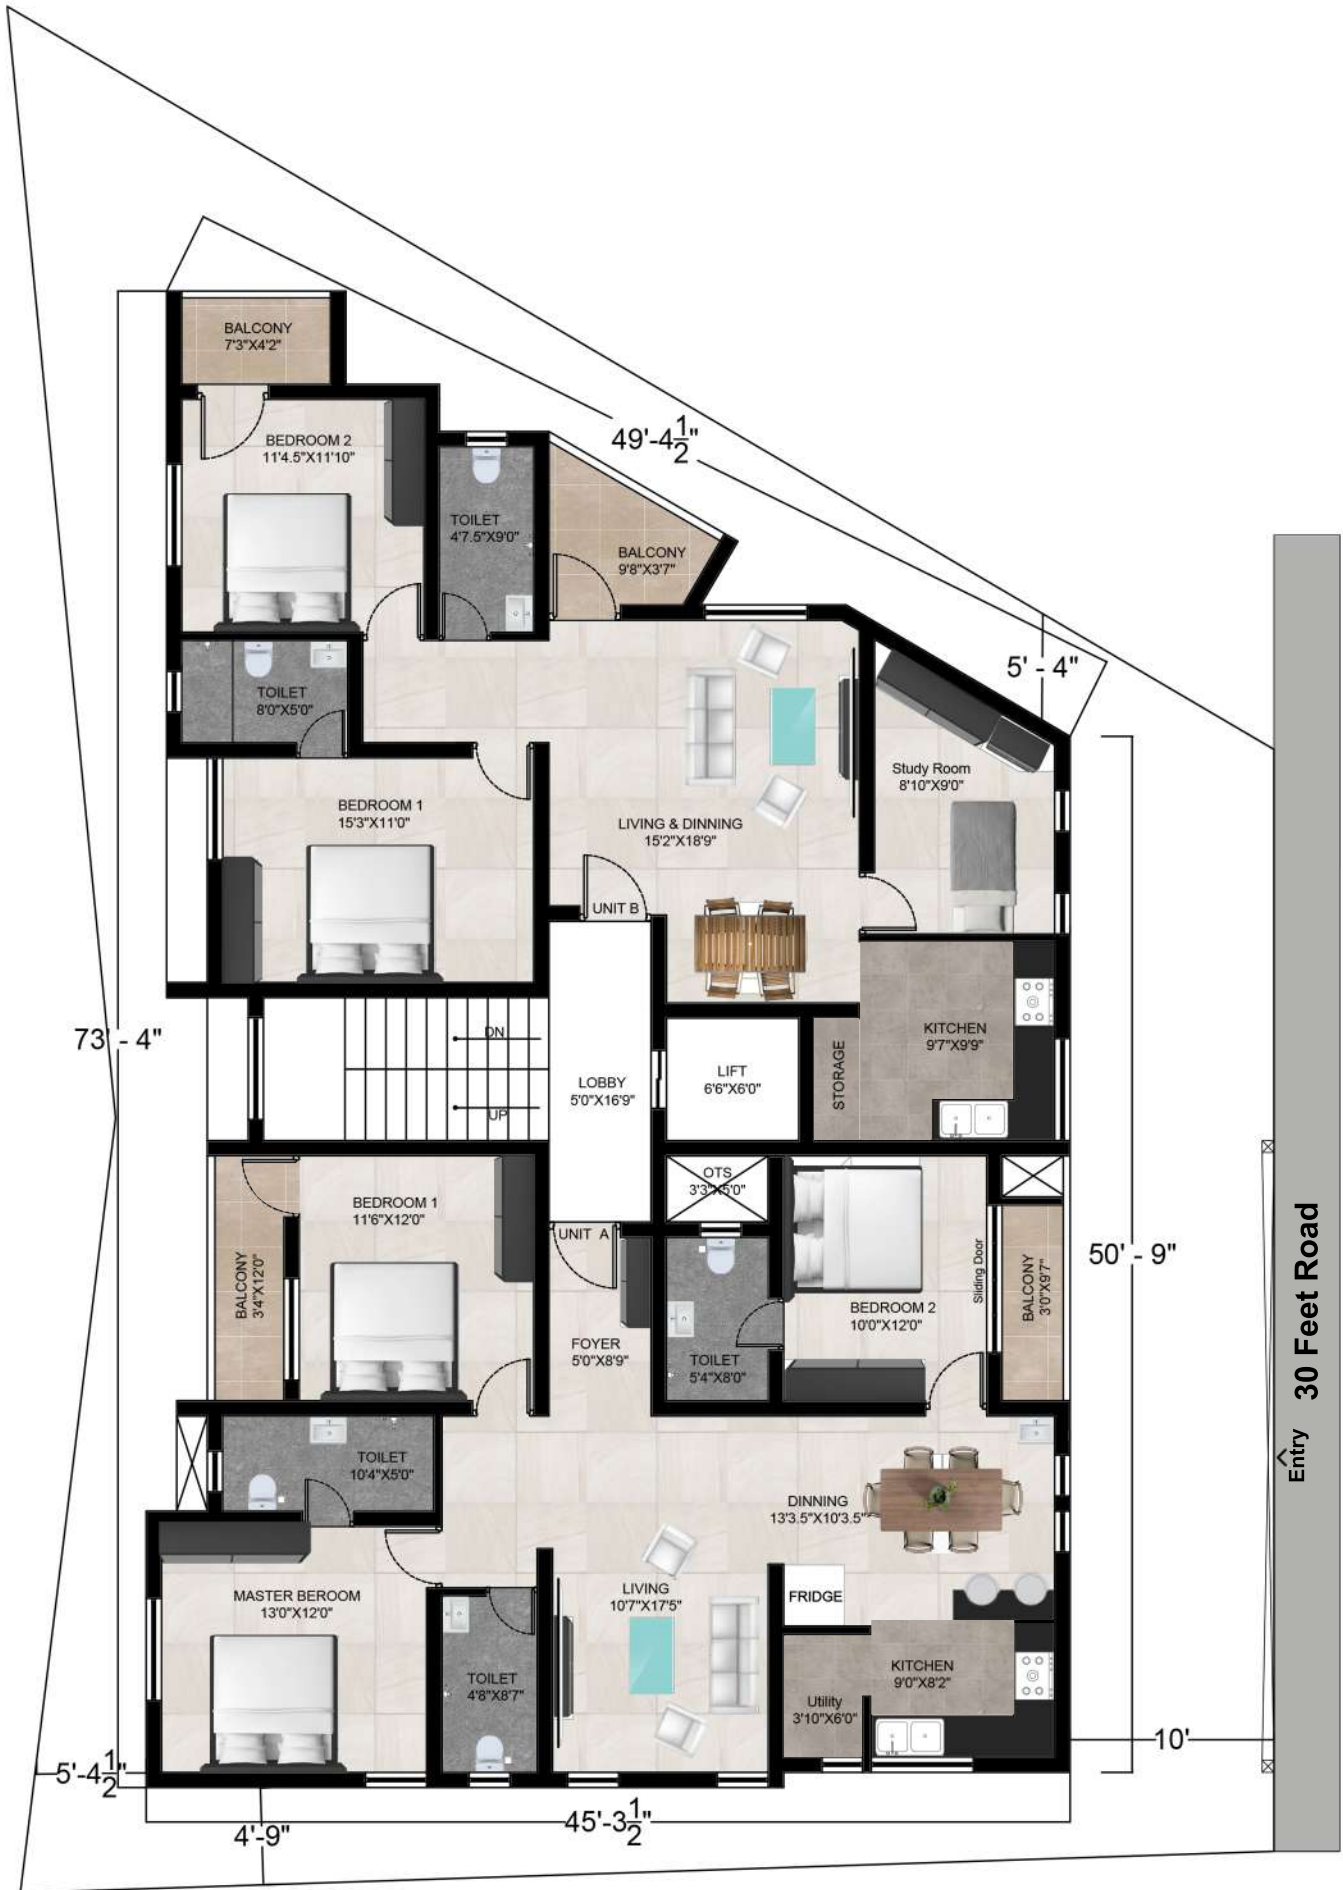 BALCONY
7'3"X4'2"
BEDROOM 2
11'4.5"X11'10"
49'-4 1/2"
TOILET
4'7.5"X9'0"
BALCONY
9'8"X3'7"
5' - 4"
TOILET
8'0"X5'0"
Study Room
8'10"X9'0"
BEDROOM 1
15'3"X11'0"
LIVING & DINNING
15'2"X18'9"
UNIT B
73' - 4"
DN
UP
LOBBY
5'0"X16'9"
LIFT
6'6"X6'0"
STORAGE
KITCHEN
9'7"X9'9"
OTS
3'3"X5'0"
BEDROOM 1
11'6"X12'0"
UNIT A
BALCONY
3'4"X12'0"
FOYER
5'0"X8'9"
TOILET
5'4"X8'0"
BEDROOM 2
10'0"X12'0"
Sliding Door
BALCONY
3'0"X9'7"
50' - 9"
30 Feet Road
Entry
TOILET
10'4"X5'0"
DINNING
13'3.5"X10'3.5"
MASTER BEROOM
13'0"X12'0"
LIVING
10'7"X17'5"
FRIDGE
TOILET
4'8"X8'7"
KITCHEN
9'0"X8'2"
Utility
3'10"X6'0"
10'
5'-4 1/2"
4'-9"
45'-3 1/2"